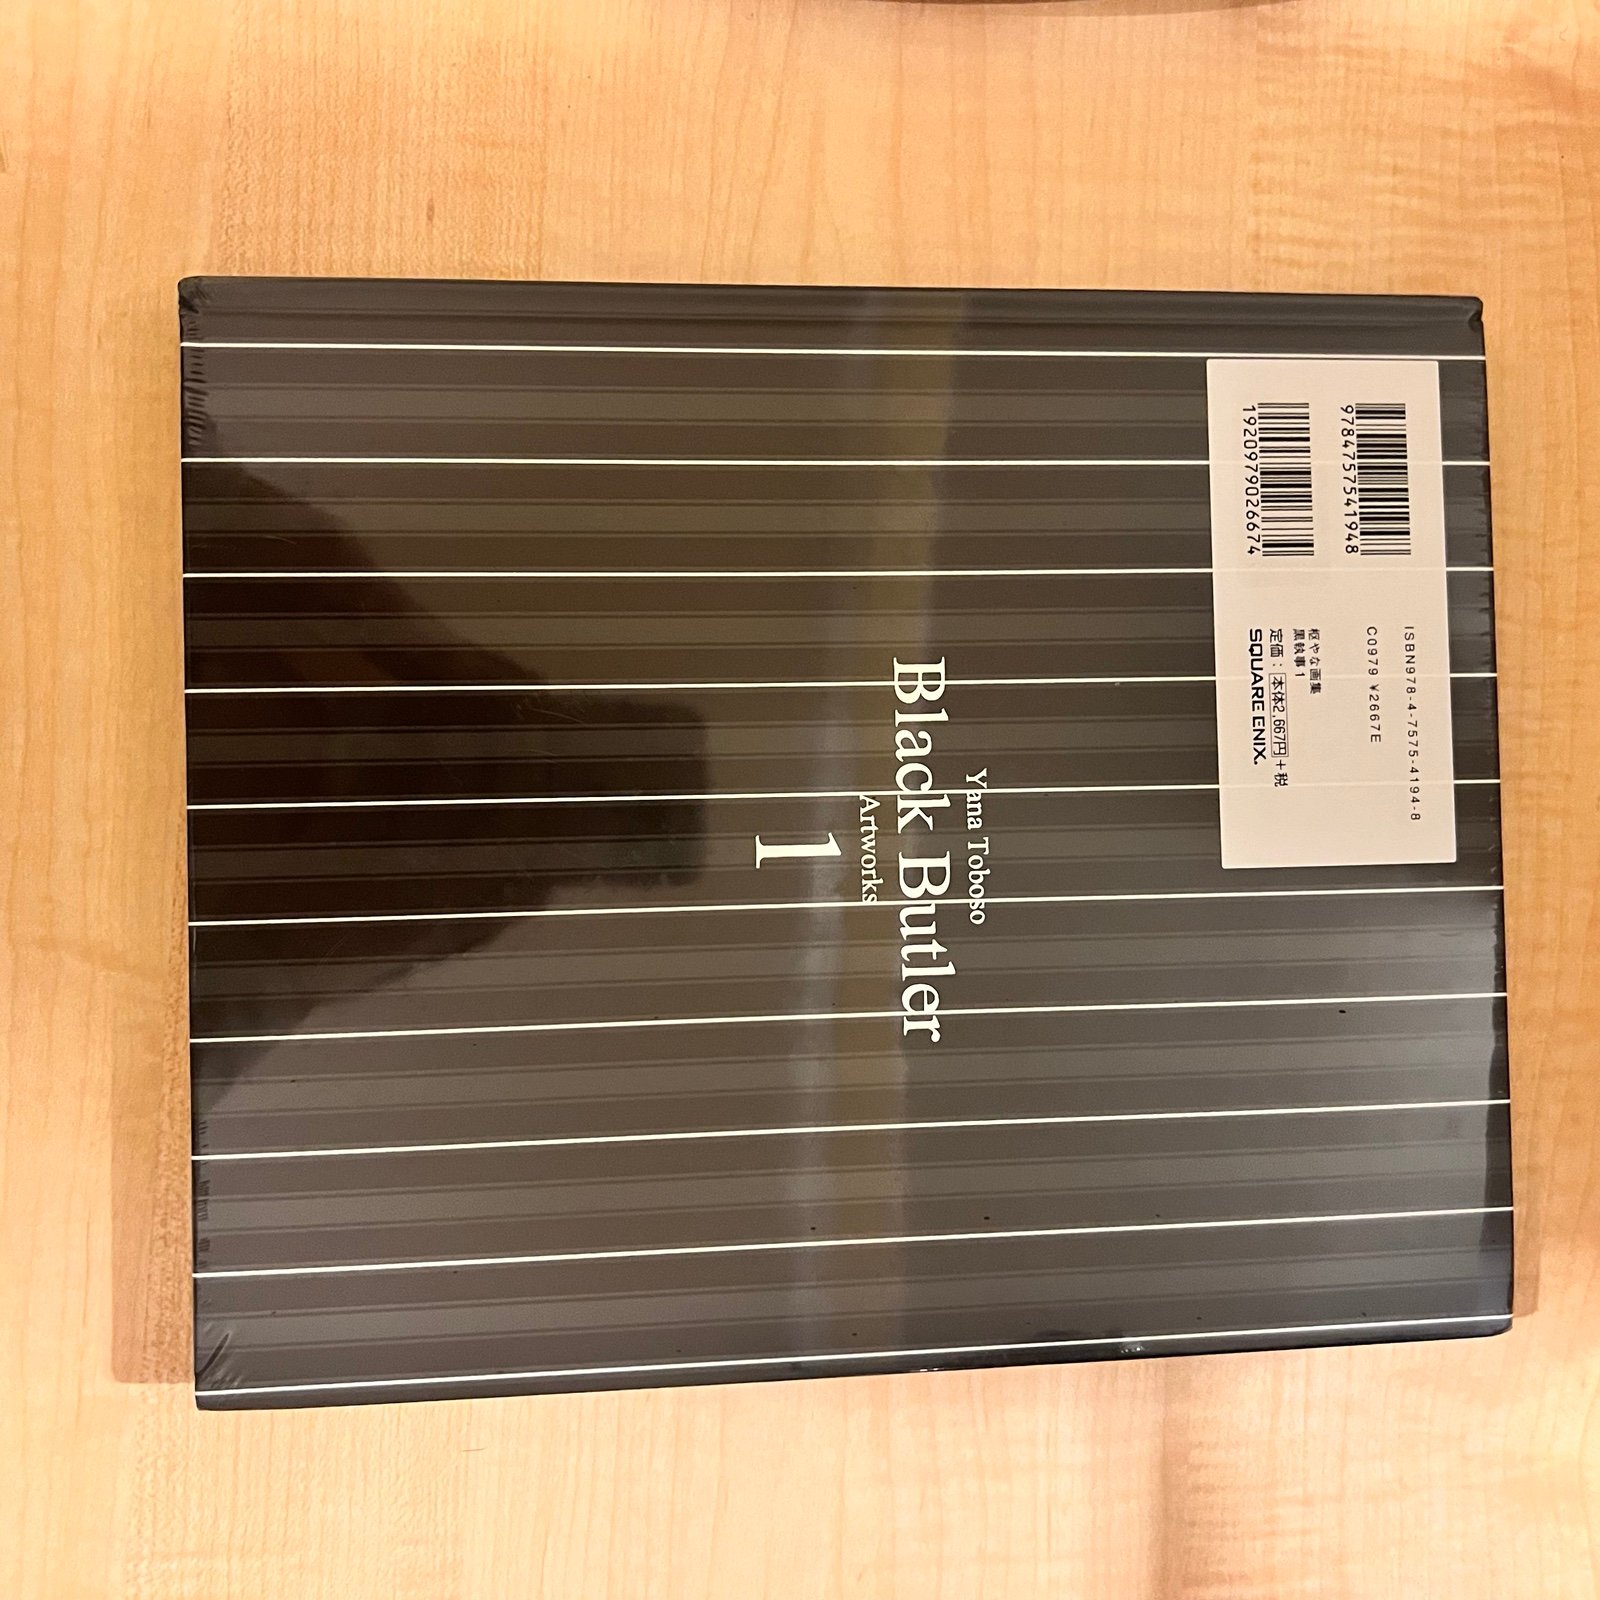 9784757541948
1920979026674
ISBN978-4-7575-4194-8
C0979 ¥2667E
枢やな画集
黒執事1
定価：本体2,667円＋税
SQUARE ENIX.
Yana Toboso
Black Butler
Artworks
1